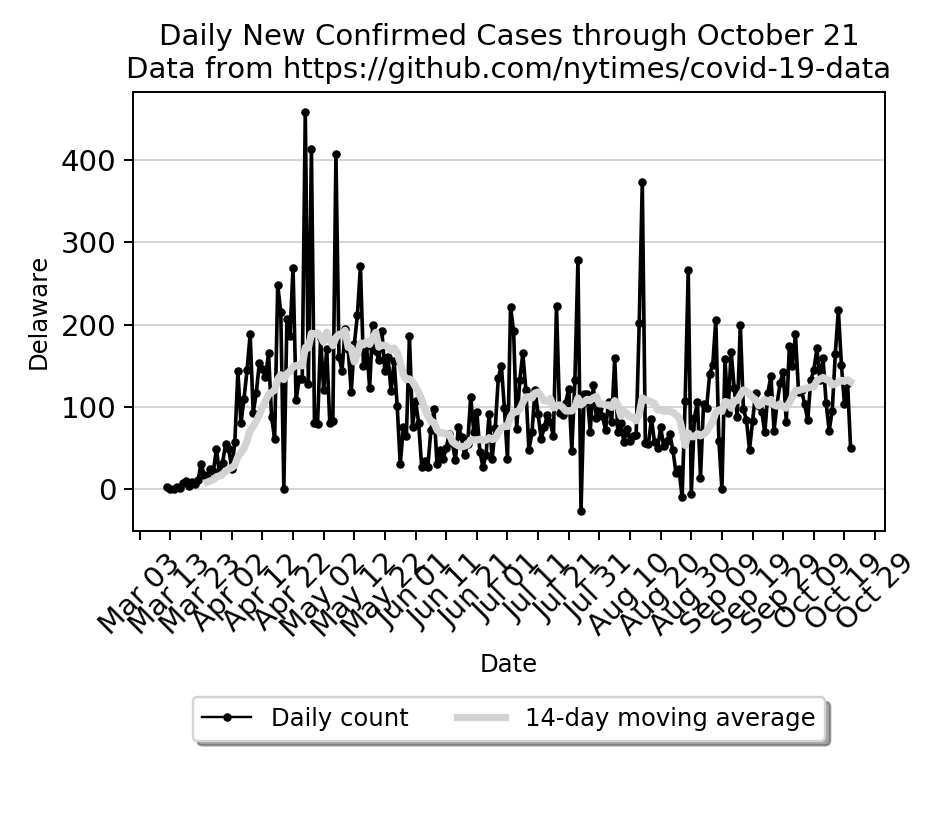 Daily New Confirmed Cases through October 21
Data from https://github.com/nytimes/covid-19-data
400
300
200
100
0
Delaware
Mar 03
Mar 13
Mar 23
Apr 02
Apr 12
Apr 22
May 02
May 12
May 22
Jun 01
Jun 11
Jun 21
Jul 01
Jul 11
Jul 21
Jul 31
Aug 10
Aug 20
Aug 30
Sep 09
Sep 19
Sep 29
Oct 09
Oct 19
Oct 29
Date
Daily count
14-day moving average